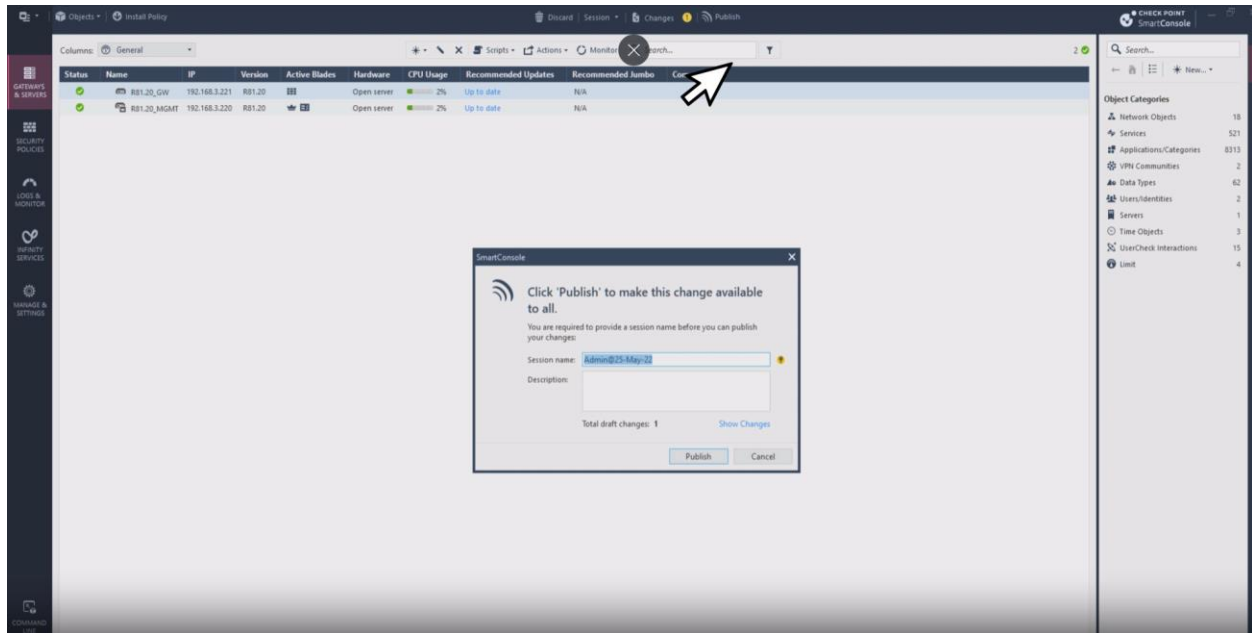 Objects
Install Policy
Discard
Session
Changes
1
Publish
CHECK POINT
SmartConsole
GATEWAYS
& SERVERS
SECURITY
POLICIES
LOGS &
MONITOR
INFINITY
SERVICES
MANAGE &
SETTINGS
COMMAND
LINE
Columns: General
Scripts
Actions
Monitor
2
Status Name IP Version Active Blades Hardware CPU Usage Recommended Updates Recommended Jumbo
R81.20_GW 192.168.3.221 R81.20 Open server 2% Up to date N/A
R81.20_MGMT 192.168.3.220 R81.20 Open server 2% Up to date N/A
SmartConsole
Click 'Publish' to make this change available
to all.
You are required to provide a session name before you can publish
your changes:
Session name: Admin@25-May-22
Description:
Total draft changes: 1 Show Changes
Publish Cancel
Search...
New...
Object Categories
Network Objects 18
Services 521
Applications/Categories 8313
VPN Communities 2
Data Types 62
Users/Identities 2
Servers 1
Time Objects 3
UserCheck Interactions 15
Limit 4